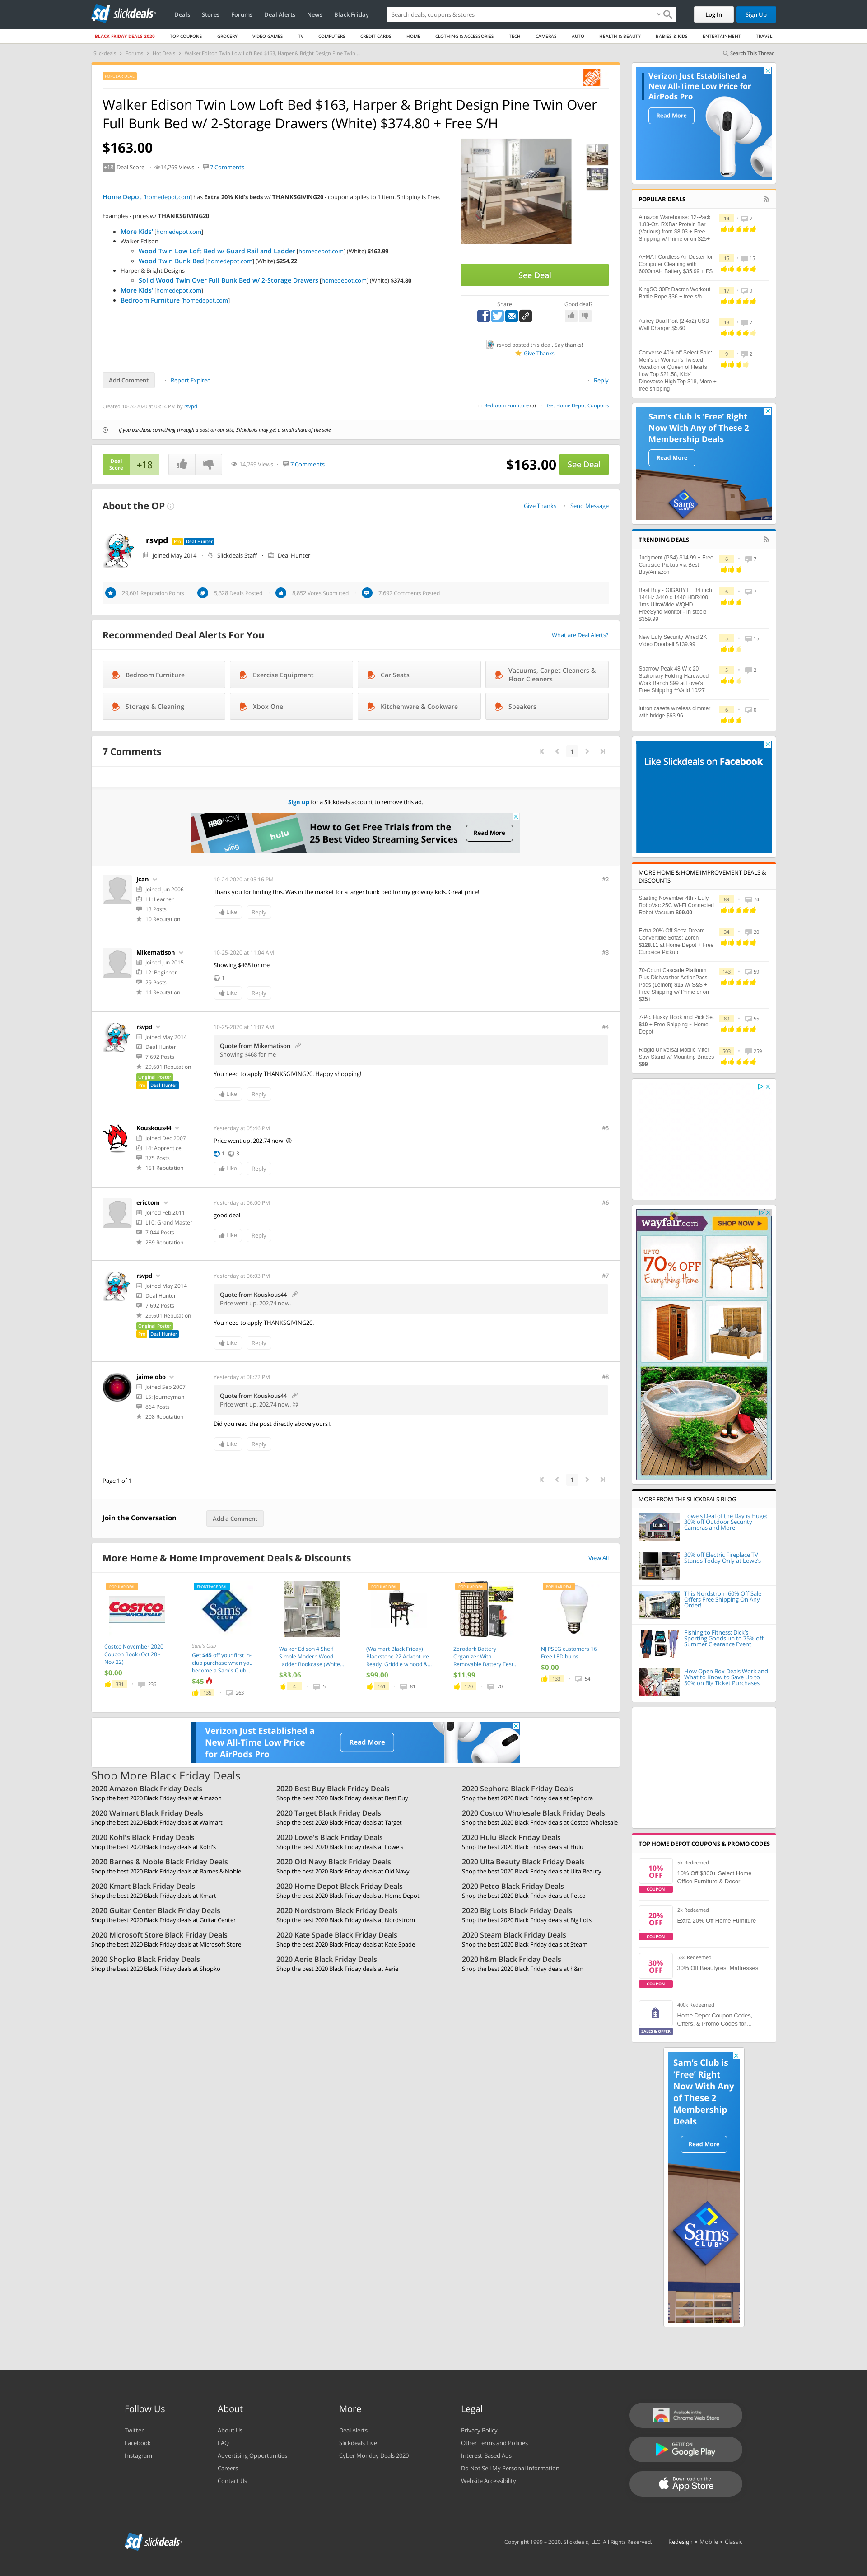 slickdeals
Deals Stores Forums Deal Alerts News Black Friday
Search deals, coupons & stores
Log In
Sign Up
BLACK FRIDAY DEALS 2020 TOP COUPONS GROCERY VIDEO GAMES TV COMPUTERS CREDIT CARDS HOME CLOTHING & ACCESSORIES TECH CAMERAS AUTO HEALTH & BEAUTY BABIES & KIDS ENTERTAINMENT TRAVEL
Slickdeals Forums Hot Deals Walker Edison Twin Low Loft Bed $163, Harper & Bright Design Pine Twin ...
Search This Thread
POPULAR DEAL
Walker Edison Twin Low Loft Bed $163, Harper & Bright Design Pine Twin Over
Full Bunk Bed w/ 2-Storage Drawers (White) $374.80 + Free S/H
$163.00
+18 Deal Score 14,269 Views 7 Comments
Home Depot [homedepot.com] has Extra 20% Kid's beds w/ THANKSGIVING20 - coupon applies to 1 item. Shipping is Free.
Examples - prices w/ THANKSGIVING20:
More Kids' [homedepot.com]
Walker Edison
Wood Twin Low Loft Bed w/ Guard Rail and Ladder [homedepot.com] (White) $162.99
Wood Twin Bunk Bed [homedepot.com] (White) $254.22
Harper & Bright Designs
Solid Wood Twin Over Full Bunk Bed w/ 2-Storage Drawers [homedepot.com] (White) $374.80
More Kids' [homedepot.com]
Bedroom Furniture [homedepot.com]
See Deal
Share
Good deal?
rsvpd posted this deal. Say thanks!
Give Thanks
Add Comment
Report Expired
Reply
Created 10-24-2020 at 03:14 PM by rsvpd
in Bedroom Furniture (5) Get Home Depot Coupons
If you purchase something through a post on our site, Slickdeals may get a small share of the sale.
Deal Score +18
14,269 Views 7 Comments
$163.00 See Deal
About the OP
Give Thanks Send Message
rsvpd Pro Deal Hunter
Joined May 2014 Slickdeals Staff Deal Hunter
29,601 Reputation Points 5,328 Deals Posted 8,852 Votes Submitted 7,692 Comments Posted
Recommended Deal Alerts For You
What are Deal Alerts?
Bedroom Furniture
Exercise Equipment
Car Seats
Vacuums, Carpet Cleaners &
Floor Cleaners
Storage & Cleaning
Xbox One
Kitchenware & Cookware
Speakers
7 Comments
1
Sign up for a Slickdeals account to remove this ad.
HBO NOW
sling
hulu
How to Get Free Trials from the
25 Best Video Streaming Services
Read More
jcan
Joined Jun 2006
L1: Learner
13 Posts
10 Reputation
10-24-2020 at 05:16 PM
#2
Thank you for finding this. Was in the market for a larger bunk bed for my growing kids. Great price!
Like Reply
Mikematison
Joined Jun 2015
L2: Beginner
29 Posts
14 Reputation
10-25-2020 at 11:04 AM
#3
Showing $468 for me
1
Like Reply
rsvpd
Joined May 2014
Deal Hunter
7,692 Posts
29,601 Reputation
Original Poster
Pro Deal Hunter
10-25-2020 at 11:07 AM
#4
Quote from Mikematison
Showing $468 for me
You need to apply THANKSGIVING20. Happy shopping!
Like Reply
Kouskous44
Joined Dec 2007
L4: Apprentice
375 Posts
151 Reputation
Yesterday at 05:46 PM
#5
Price went up. 202.74 now. ☹
1 3
Like Reply
erictom
Joined Feb 2011
L10: Grand Master
7,044 Posts
289 Reputation
Yesterday at 06:00 PM
#6
good deal
Like Reply
rsvpd
Joined May 2014
Deal Hunter
7,692 Posts
29,601 Reputation
Original Poster
Pro Deal Hunter
Yesterday at 06:03 PM
#7
Quote from Kouskous44
Price went up. 202.74 now.
You need to apply THANKSGIVING20.
Like Reply
jaimelobo
Joined Sep 2007
L5: Journeyman
864 Posts
208 Reputation
Yesterday at 08:22 PM
#8
Quote from Kouskous44
Price went up. 202.74 now. ☹
Did you read the post directly above yours
Like Reply
Page 1 of 1
1
Join the Conversation
Add a Comment
More Home & Home Improvement Deals & Discounts
View All
POPULAR DEAL
COSTCO WHOLESALE
Costco November 2020
Coupon Book (Oct 28 -
Nov 22)
$0.00
331 236
FRONTPAGE DEAL
Sam's
CLUB
Sam's Club
Get $45 off your first in-
club purchase when you
become a Sam's Club...
$45
135 263
Walker Edison 4 Shelf
Simple Modern Wood
Ladder Bookcase (White...
$83.06
4 5
POPULAR DEAL
(Walmart Black Friday)
Blackstone 22 Adventure
Ready, Griddle w hood &...
$99.00
161 81
POPULAR DEAL
Zerodark Battery
Organizer With
Removable Battery Test...
$11.99
120 70
POPULAR DEAL
NJ PSEG customers 16
Free LED bulbs
$0.00
133 54
Verizon Just Established a
New All-Time Low Price
for AirPods Pro
Read More
Shop More Black Friday Deals
2020 Amazon Black Friday Deals
Shop the best 2020 Black Friday deals at Amazon
2020 Best Buy Black Friday Deals
Shop the best 2020 Black Friday deals at Best Buy
2020 Sephora Black Friday Deals
Shop the best 2020 Black Friday deals at Sephora
2020 Walmart Black Friday Deals
Shop the best 2020 Black Friday deals at Walmart
2020 Target Black Friday Deals
Shop the best 2020 Black Friday deals at Target
2020 Costco Wholesale Black Friday Deals
Shop the best 2020 Black Friday deals at Costco Wholesale
2020 Kohl's Black Friday Deals
Shop the best 2020 Black Friday deals at Kohl's
2020 Lowe's Black Friday Deals
Shop the best 2020 Black Friday deals at Lowe's
2020 Hulu Black Friday Deals
Shop the best 2020 Black Friday deals at Hulu
2020 Barnes & Noble Black Friday Deals
Shop the best 2020 Black Friday deals at Barnes & Noble
2020 Old Navy Black Friday Deals
Shop the best 2020 Black Friday deals at Old Navy
2020 Ulta Beauty Black Friday Deals
Shop the best 2020 Black Friday deals at Ulta Beauty
2020 Kmart Black Friday Deals
Shop the best 2020 Black Friday deals at Kmart
2020 Home Depot Black Friday Deals
Shop the best 2020 Black Friday deals at Home Depot
2020 Petco Black Friday Deals
Shop the best 2020 Black Friday deals at Petco
2020 Guitar Center Black Friday Deals
Shop the best 2020 Black Friday deals at Guitar Center
2020 Nordstrom Black Friday Deals
Shop the best 2020 Black Friday deals at Nordstrom
2020 Big Lots Black Friday Deals
Shop the best 2020 Black Friday deals at Big Lots
2020 Microsoft Store Black Friday Deals
Shop the best 2020 Black Friday deals at Microsoft Store
2020 Kate Spade Black Friday Deals
Shop the best 2020 Black Friday deals at Kate Spade
2020 Steam Black Friday Deals
Shop the best 2020 Black Friday deals at Steam
2020 Shopko Black Friday Deals
Shop the best 2020 Black Friday deals at Shopko
2020 Aerie Black Friday Deals
Shop the best 2020 Black Friday deals at Aerie
2020 h&m Black Friday Deals
Shop the best 2020 Black Friday deals at h&m
Verizon Just Established a
New All-Time Low Price for
AirPods Pro
Read More
POPULAR DEALS
Amazon Warehouse: 12-Pack
1.83-Oz. RXBar Protein Bar
(Various) from $8.03 + Free
Shipping w/ Prime or on $25+
14 7
AFMAT Cordless Air Duster for
Computer Cleaning with
6000mAH Battery $35.99 + FS
15 15
KingSO 30Ft Dacron Workout
Battle Rope $36 + free s/h
17 9
Aukey Dual Port (2.4x2) USB
Wall Charger $5.60
13 7
Converse 40% off Select Sale:
Men's or Women's Twisted
Vacation or Queen of Hearts
Low Top $21.58, Kids'
Dinoverse High Top $18, More +
free shipping
9 2
Sam's Club is 'Free' Right
Now With Any of These 2
Membership Deals
Read More
TRENDING DEALS
Judgment (PS4) $14.99 + Free
Curbside Pickup via Best
Buy/Amazon
6 7
Best Buy - GIGABYTE 34 inch
144Hz 3440 x 1440 HDR400
1ms UltraWide WQHD
FreeSync Monitor - In stock!
$359.99
6 7
New Eufy Security Wired 2K
Video Doorbell $139.99
5 15
Sparrow Peak 48 W x 20"
Stationary Folding Hardwood
Work Bench $99 at Lowe's +
Free Shipping **Valid 10/27
5 2
lutron caseta wireless dimmer
with bridge $63.96
6 0
Like Slickdeals on Facebook
MORE HOME & HOME IMPROVEMENT DEALS &
DISCOUNTS
Starting November 4th - Eufy
RoboVac 25C Wi-Fi Connected
Robot Vacuum $99.00
89 74
Extra 20% Off Serta Dream
Convertible Sofas: Zoren
$128.11 at Home Depot + Free
Curbside Pickup
34 20
70-Count Cascade Platinum
Plus Dishwasher ActionPacs
Pods (Lemon) $15 w/ S&S +
Free Shipping w/ Prime or on
$25+
143 59
7-Pc. Husky Hook and Pick Set
$10 + Free Shipping – Home
Depot
89 55
Ridgid Universal Mobile Miter
Saw Stand w/ Mounting Braces
$99
503 259
wayfair.com
SHOP NOW
UP TO
70% OFF
Everything Home
MORE FROM THE SLICKDEALS BLOG
Lowe's Deal of the Day is Huge:
30% off Outdoor Security
Cameras and More
30% off Electric Fireplace TV
Stands Today Only at Lowe's
This Nordstrom 60% Off Sale
Offers Free Shipping On Any
Order!
Fishing to Fitness: Dick's
Sporting Goods up to 75% off
Summer Clearance Event
How Open Box Deals Work and
What to Know to Save Up to
50% on Big Ticket Purchases
TOP HOME DEPOT COUPONS & PROMO CODES
10%
OFF
COUPON
5k Redeemed
10% Off $300+ Select Home
Office Furniture & Decor
20%
OFF
COUPON
2k Redeemed
Extra 20% Off Home Furniture
30%
OFF
COUPON
584 Redeemed
30% Off Beautyrest Mattresses
SALES & OFFER
400k Redeemed
Home Depot Coupon Codes,
Offers, & Promo Codes for ...
Sam's Club is
'Free' Right
Now With Any
of These 2
Membership
Deals
Read More
Sam's
CLUB
Follow Us
Twitter
Facebook
Instagram
About
About Us
FAQ
Advertising Opportunities
Careers
Contact Us
More
Deal Alerts
Slickdeals Live
Cyber Monday Deals 2020
Legal
Privacy Policy
Other Terms and Policies
Interest-Based Ads
Do Not Sell My Personal Information
Website Accessibility
Available in the
Chrome Web Store
GET IT ON
Google Play
Download on the
App Store
slickdeals
Copyright 1999 – 2020. Slickdeals, LLC. All Rights Reserved. Redesign • Mobile • Classic